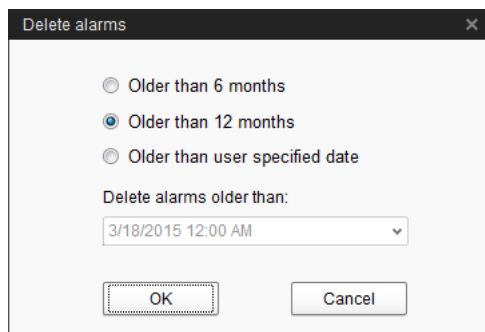 Delete alarms
Older than 6 months
Older than 12 months
Older than user specified date
Delete alarms older than:
3/18/2015 12:00 AM
OK Cancel